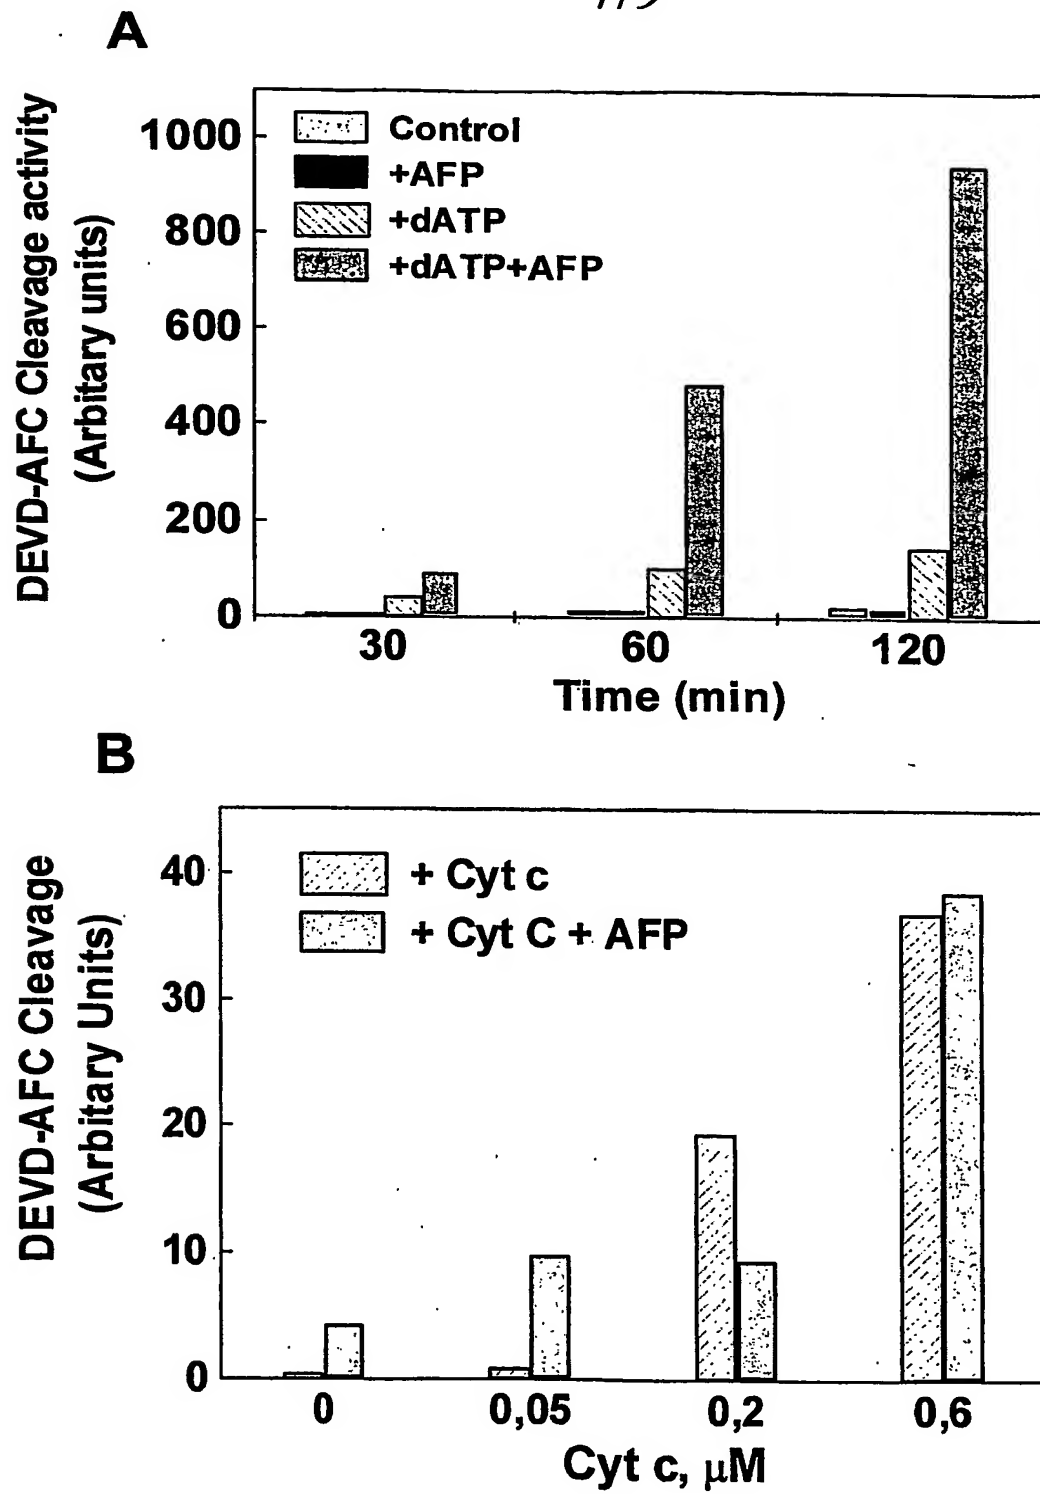 A
DEVD-AFC Cleavage activity
(Arbitary units)
1000
800
600
400
200
0
Control
+AFP
+dATP
+dATP+AFP
30 60 120
Time (min)
B
DEVD-AFC Cleavage
(Arbitary Units)
40
30
20
10
0
+ Cyt c
+ Cyt C + AFP
0 0,05 0,2 0,6
Cyt c, μM